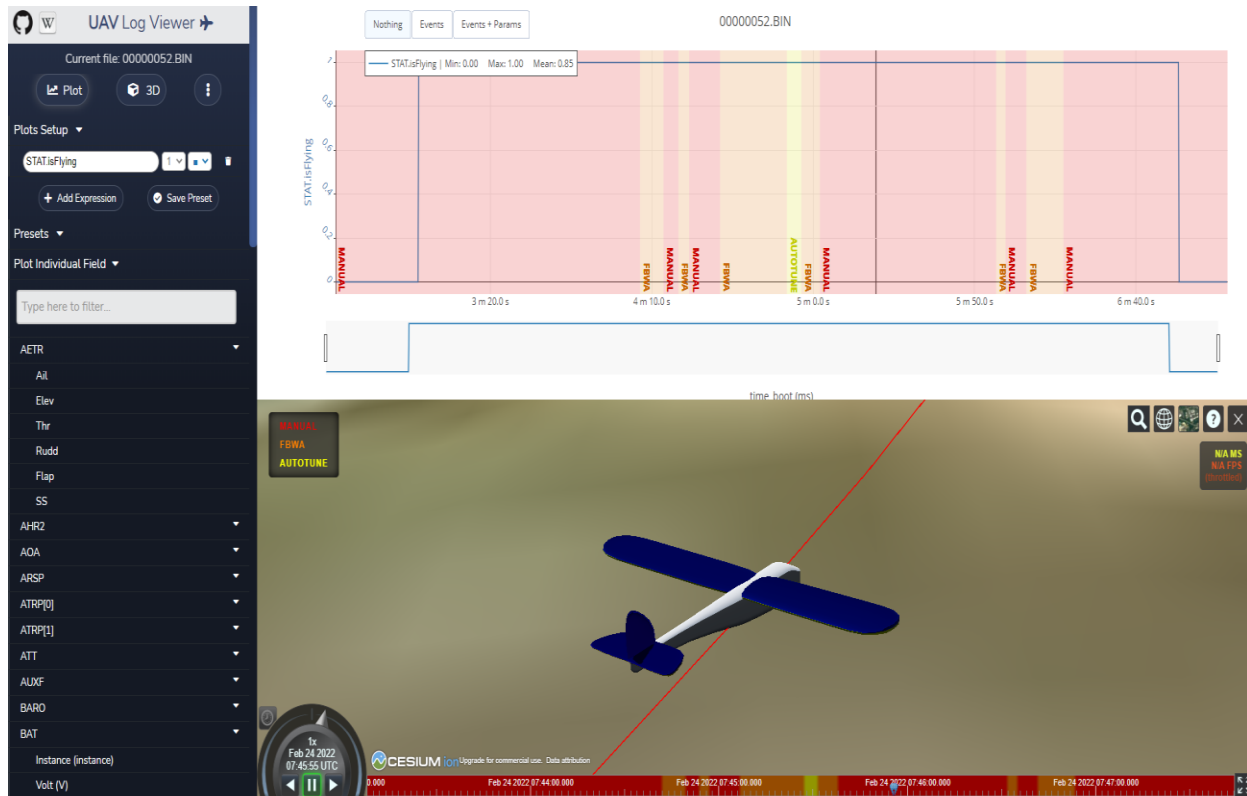 W UAV Log Viewer
Current file: 00000052.BIN
Plot
3D
Plots Setup
STAT.isFlying
1
+ Add Expression
Save Preset
Presets
Plot Individual Field
Type here to filter...
AETR
Ail
Elev
Thr
Rudd
Flap
SS
AHR2
AOA
ARSP
ATRP[0]
ATRP[1]
ATT
AUXF
BARO
BAT
Instance (instance)
Volt (V)
Nothing
Events
Events + Params
00000052.BIN
STAT.isFlying | Min: 0.00 Max: 1.00 Mean: 0.85
STAT.isFlying
1
0.8
0.6
0.4
0.2
0
MANUAL
FBWA
MANUAL
FBWA
MANUAL
FBWA
AUTOTUNE
FBWA
MANUAL
FBWA
MANUAL
FBWA
MANUAL
3 m 20.0 s
4 m 10.0 s
5 m 0.0 s
5 m 50.0 s
6 m 40.0 s
time_boot (ms)
MANUAL
FBWA
AUTOTUNE
?
X
N/A MS
N/A FPS
(throttled)
1x
Feb 24 2022
07:45:55 UTC
CESIUM ion Upgrade for commercial use. Data attribution
0.000
Feb 24 2022 07:44:00.000
Feb 24 2022 07:45:00.000
Feb 24 2022 07:46:00.000
Feb 24 2022 07:47:00.000